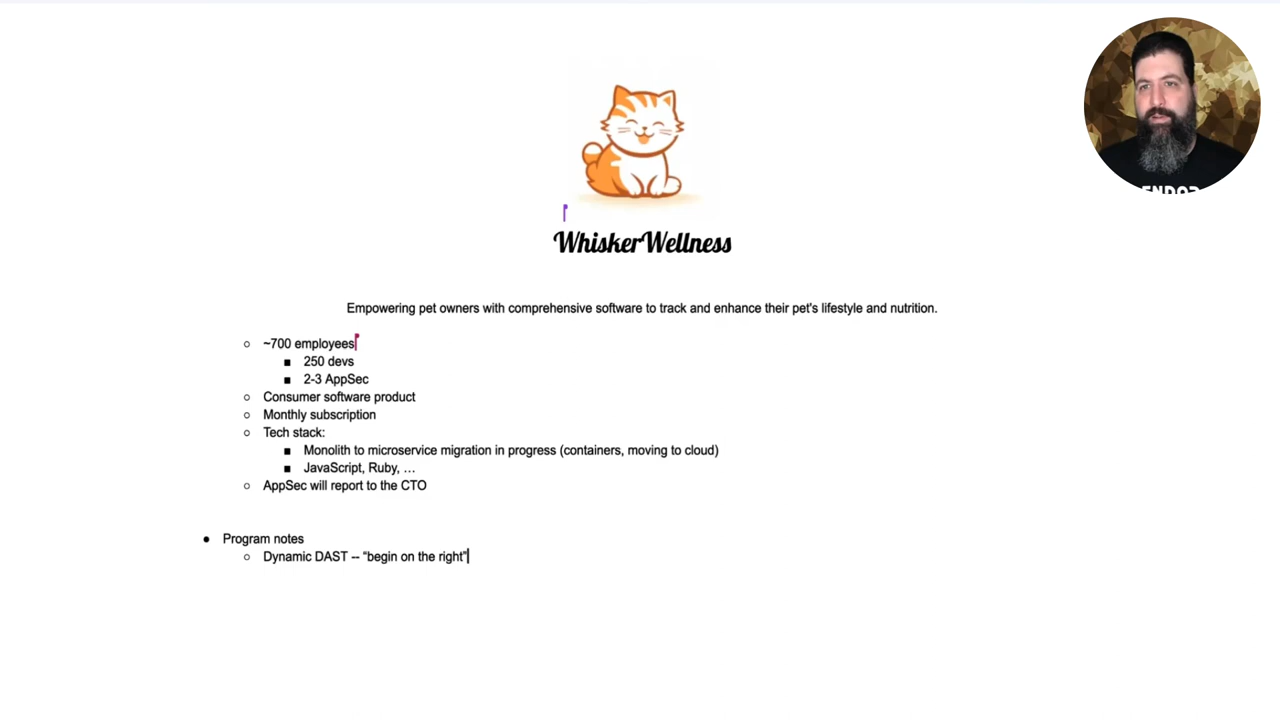 WhiskerWellness
Empowering pet owners with comprehensive software to track and enhance their pet's lifestyle and nutrition.
○ ~700 employees
■ 250 devs
■ 2-3 AppSec
○ Consumer software product
○ Monthly subscription
○ Tech stack:
■ Monolith to microservice migration in progress (containers, moving to cloud)
■ JavaScript, Ruby, …
○ AppSec will report to the CTO
● Program notes
○ Dynamic DAST -- “begin on the right”